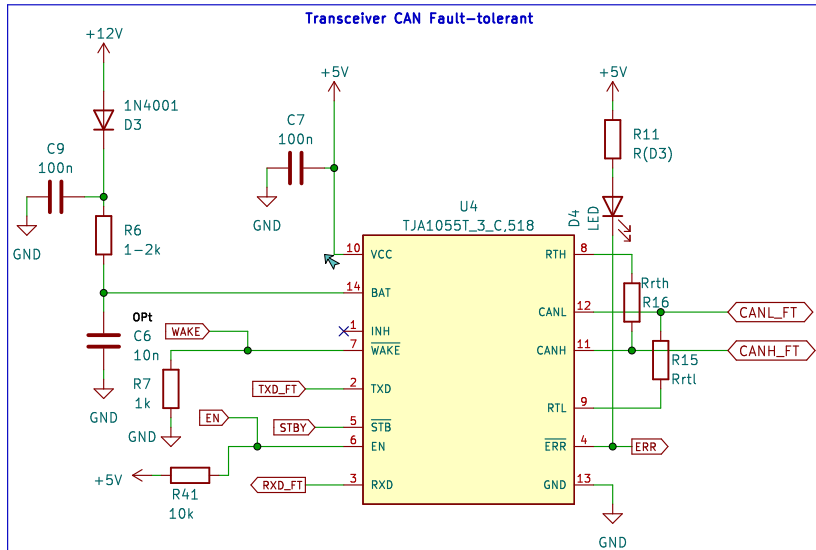 Transceiver CAN Fault-tolerant
+12V
+5V
+5V
1N4001
D3
C7
100n
R11
R(D3)
C9
100n
GND
GND
R6
1-2k
U4
TJA1055T_3_C,518
D4
LED
10
VCC
RTH
8
14
BAT
Rrth
R16
OPt
C6
10n
GND
WAKE
1
INH
CANL
12
CANL_FT
7
WAKE
CANH
11
CANH_FT
R15
Rrtl
R7
1k
GND
TXD_FT
2
TXD
RTL
9
EN
STBY
5
STB
6
EN
ERR
4
ERR
+5V
R41
10k
RXD_FT
3
RXD
GND
13
GND